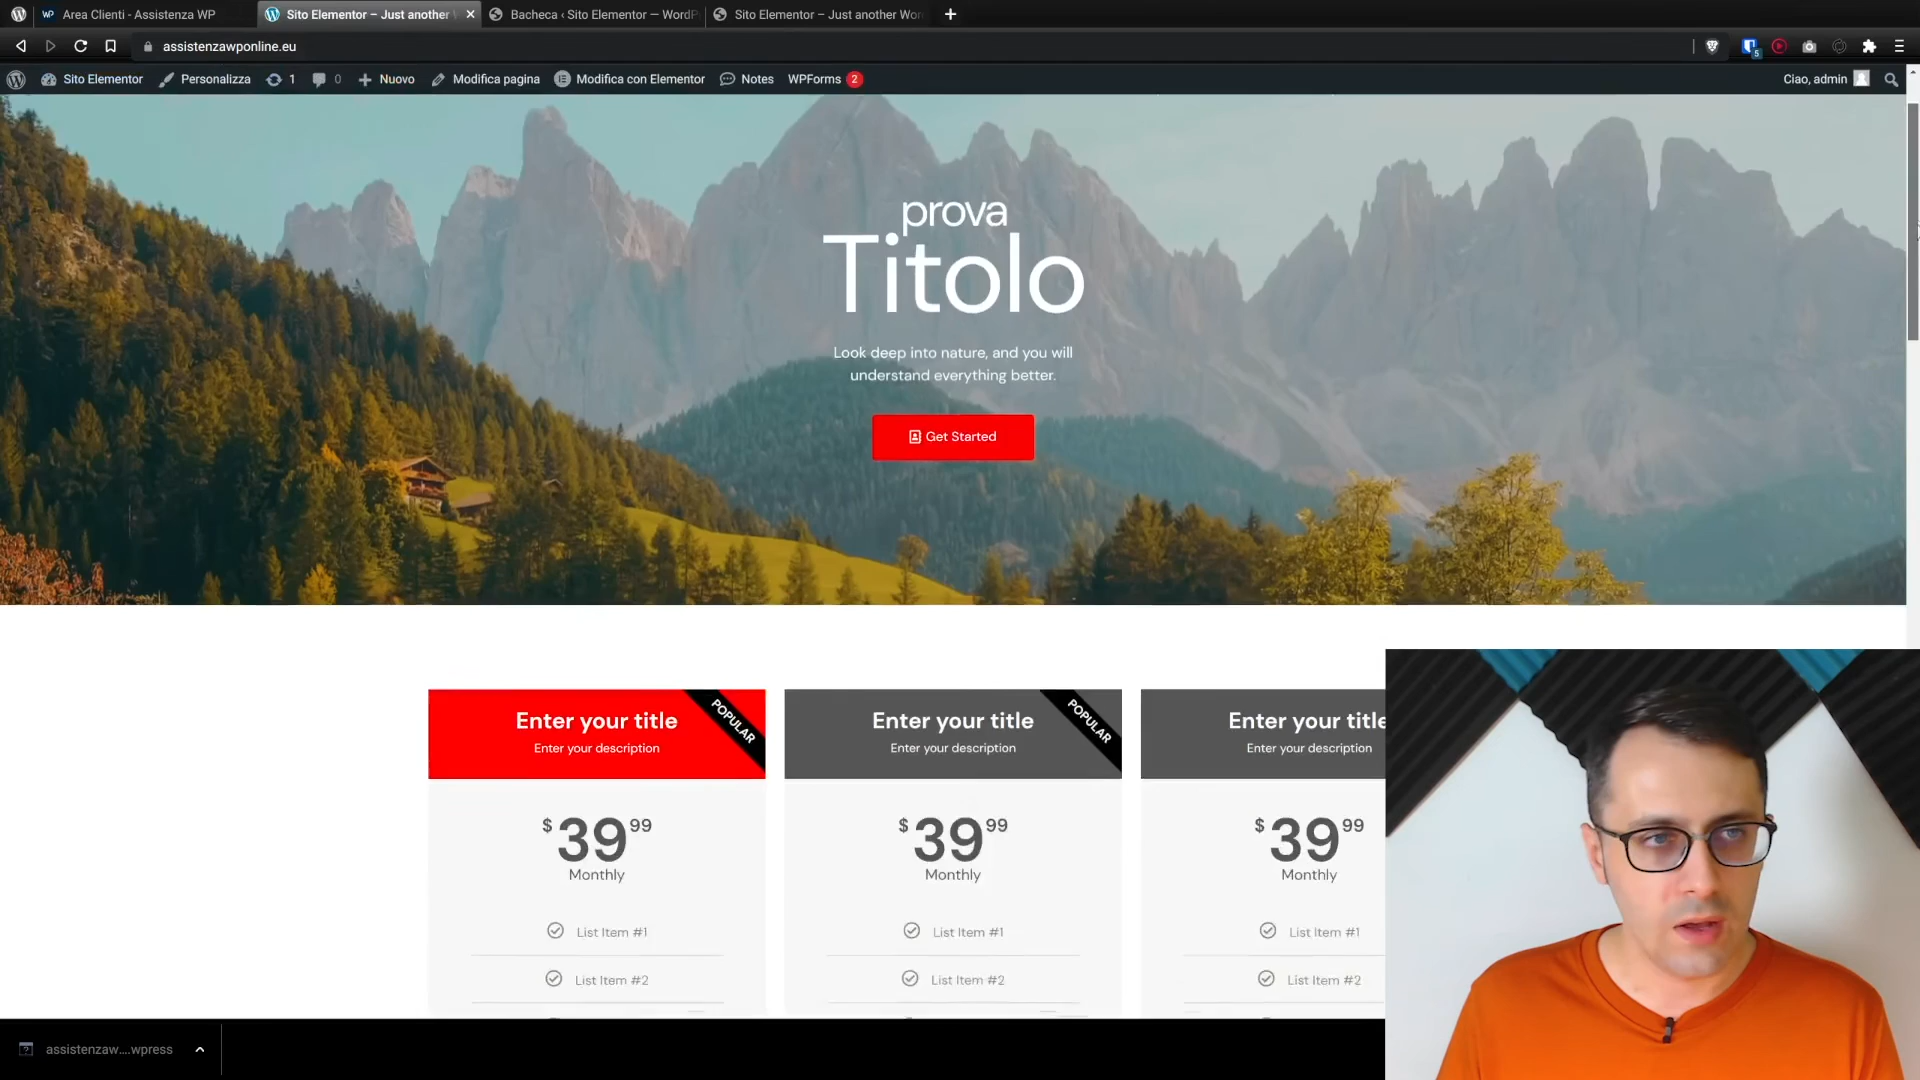 Area Clienti - Assistenza WP
Sito Elementor – Just another
Bacheca ‹ Sito Elementor — WordP
Sito Elementor – Just another Wor
assistenzawponline.eu
5
Sito Elementor
Personalizza
1
0
Nuovo
Modifica pagina
Modifica con Elementor
Notes
WPForms 2
Ciao, admin
prova
Titolo
Look deep into nature, and you will
understand everything better.
Get Started
Enter your title
Enter your description
POPULAR
$ 39 99
Monthly
List Item #1
List Item #2
Enter your title
Enter your description
POPULAR
$ 39 99
Monthly
List Item #1
List Item #2
Enter your title
Enter your description
$ 39 99
Monthly
List Item #1
List Item #2
assistenzaw....wpress